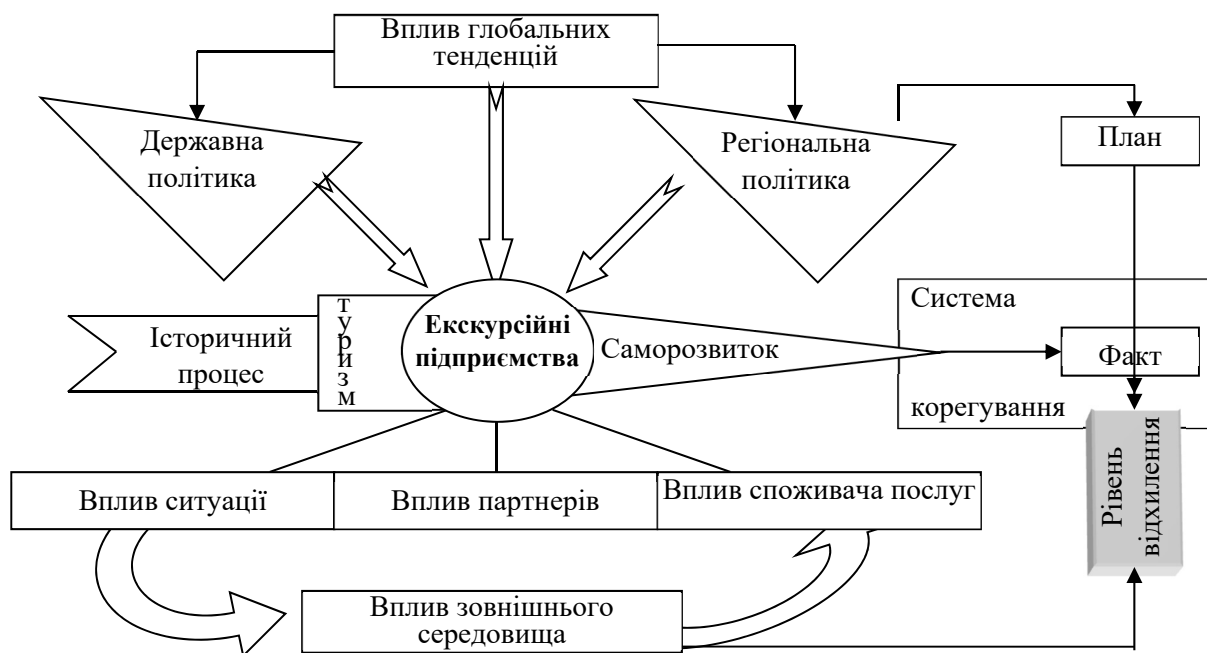 Вплив глобальних
тенденцій
Державна
політика
Регіональна
політика
План
Система
Історичний
процес
туризм
Екскурсійні
підприємства
Саморозвиток
Факт
корегування
Рівень
відхилення
Вплив ситуації
Вплив партнерів
Вплив споживача послуг
Вплив зовнішнього
середовища